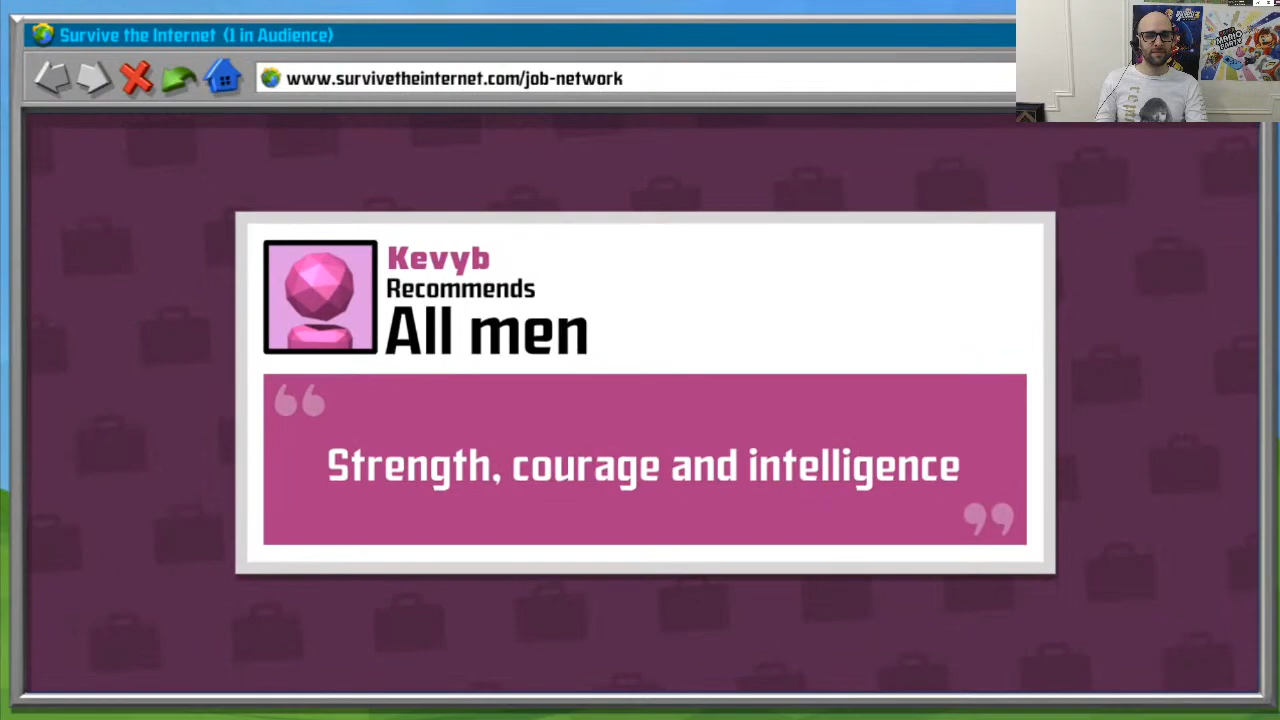 Survive the Internet (1 in Audience)
www.survivetheinternet.com/job-network
Kevyb
Recommends
All men
“
Strength, courage and intelligence
”